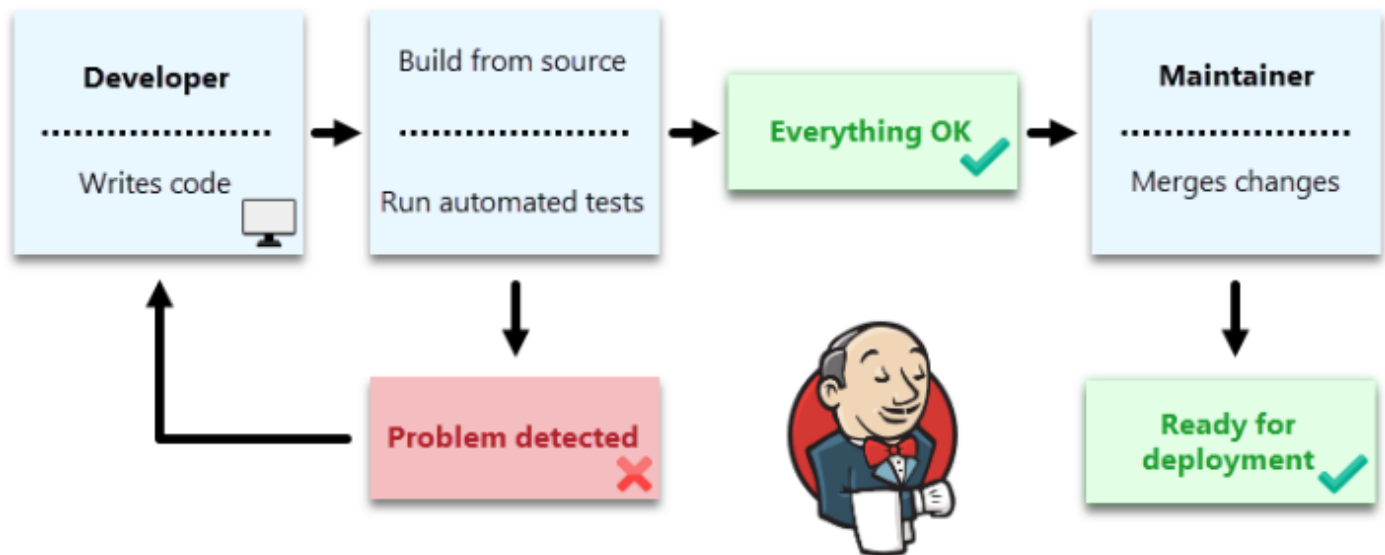 Developer
Writes code
Build from source
Run automated tests
Everything OK
Maintainer
Merges changes
Problem detected
Ready for
deployment